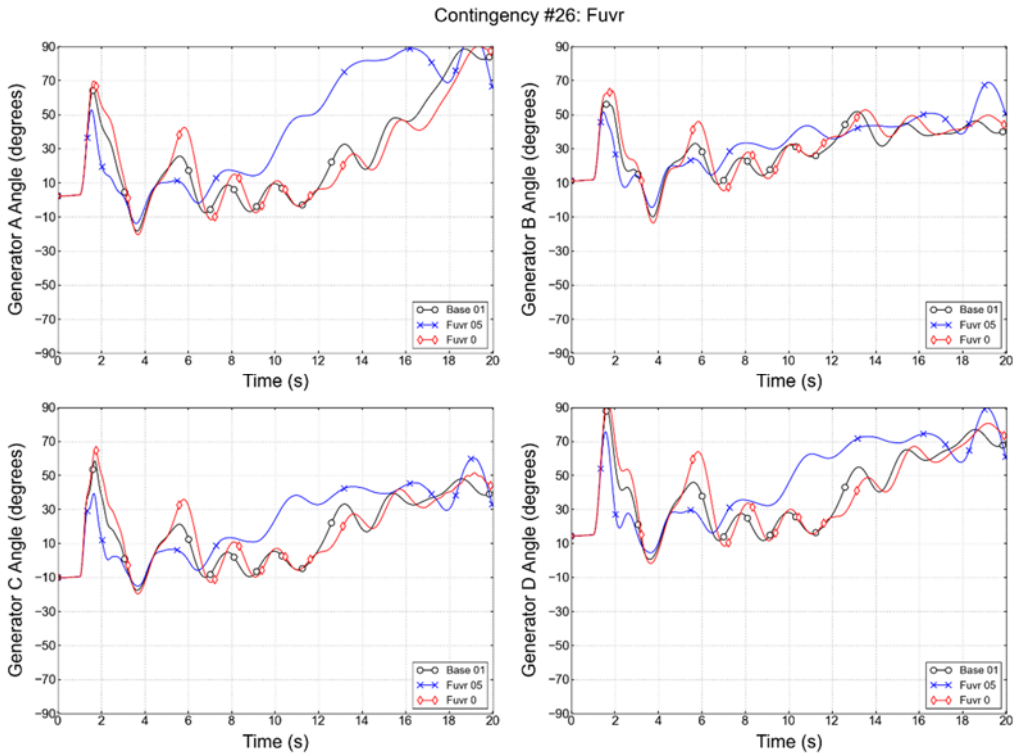 Contingency #26: Fuvr
Generator A Angle (degrees)
90
70
50
30
10
−10
−30
−50
−70
−90
0 2 4 6 8 10 12 14 16 18 20
Time (s)
Base 01
Fuvr 05
Fuvr 0
Generator B Angle (degrees)
90
70
50
30
10
−10
−30
−50
−70
−90
0 2 4 6 8 10 12 14 16 18 20
Time (s)
Base 01
Fuvr 05
Fuvr 0
Generator C Angle (degrees)
90
70
50
30
10
−10
−30
−50
−70
−90
0 2 4 6 8 10 12 14 16 18 20
Time (s)
Base 01
Fuvr 05
Fuvr 0
Generator D Angle (degrees)
90
70
50
30
10
−10
−30
−50
−70
−90
0 2 4 6 8 10 12 14 16 18 20
Time (s)
Base 01
Fuvr 05
Fuvr 0